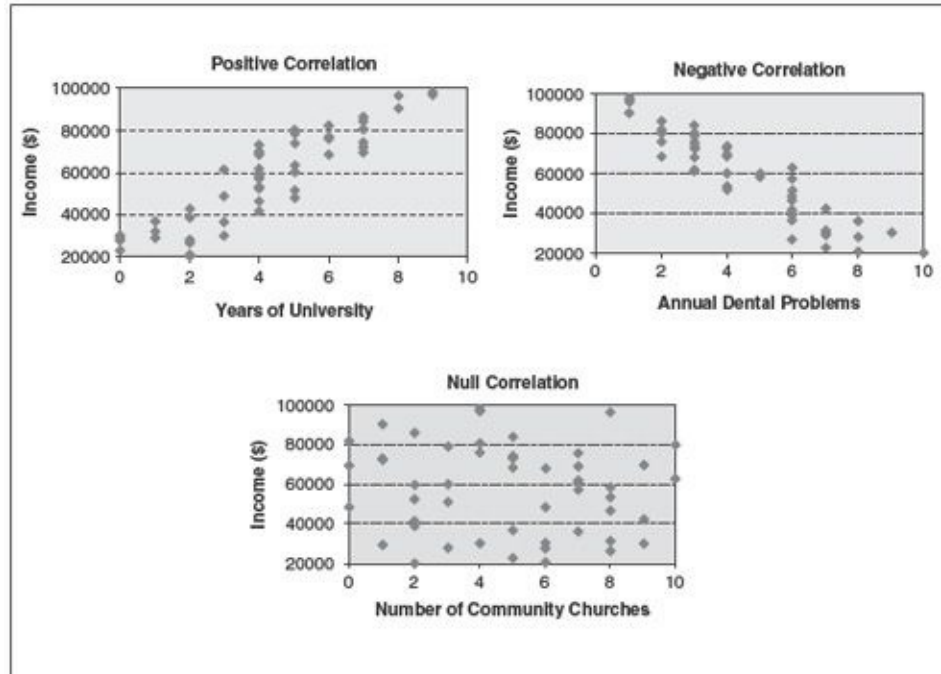 Positive Correlation
100000
80000
60000
40000
20000
Income ($)
0 2 4 6 8 10
Years of University
Negative Correlation
100000
80000
60000
40000
20000
Income ($)
0 2 4 6 8 10
Annual Dental Problems
Null Correlation
100000
80000
60000
40000
20000
Income ($)
0 2 4 6 8 10
Number of Community Churches